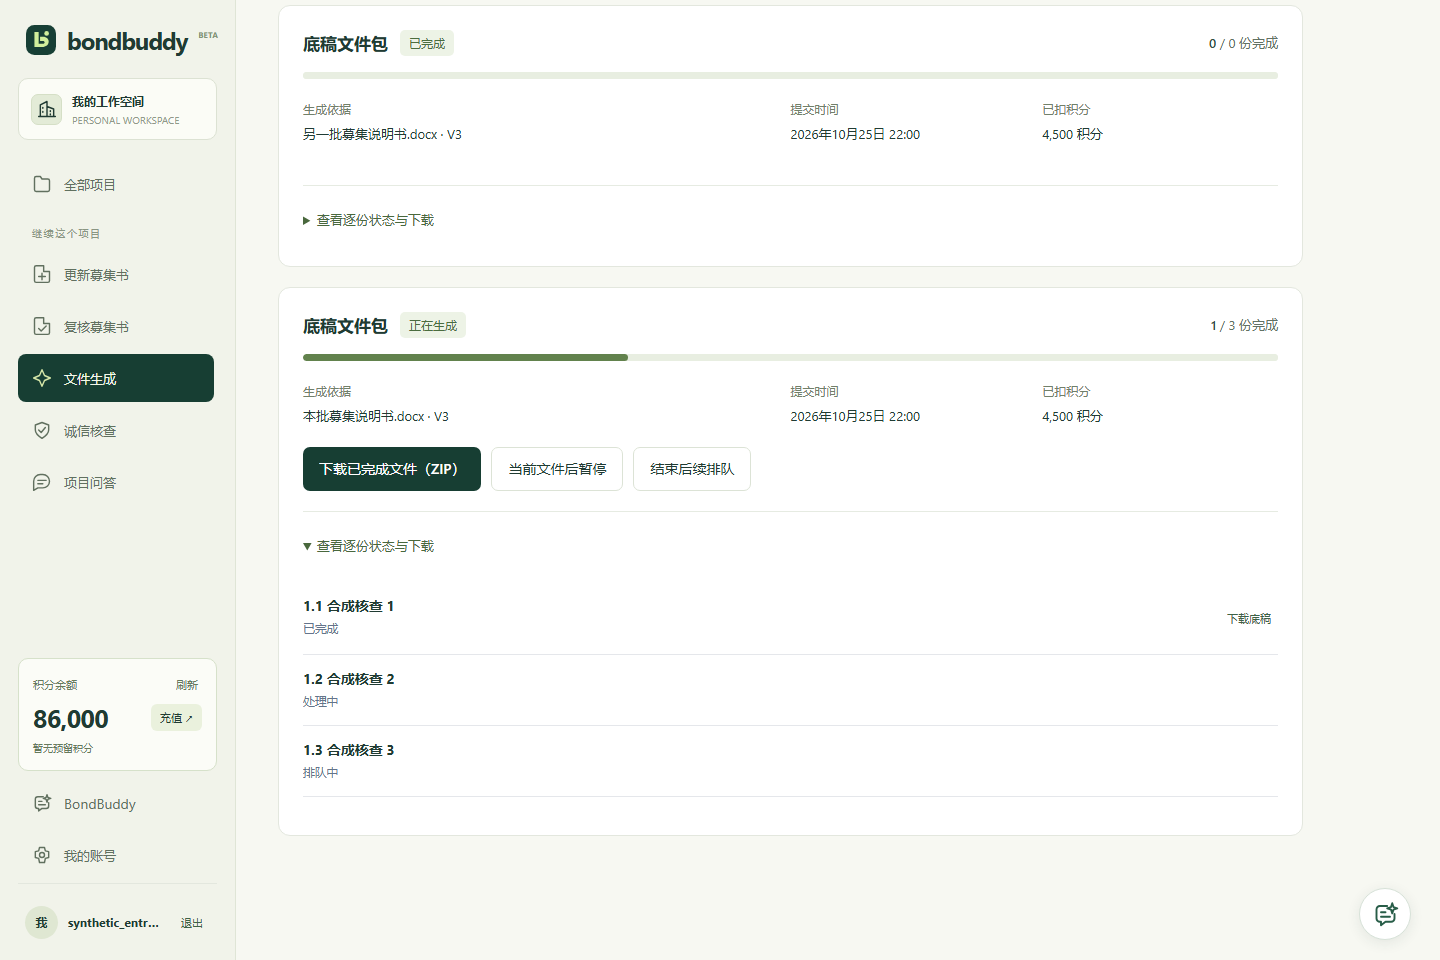 bondbuddy BETA
我的工作空间
PERSONAL WORKSPACE
全部项目
继续这个项目
更新募集书
复核募集书
文件生成
诚信核查
项目问答
积分余额 刷新
86,000 充值 ↗
暂无预留积分
BondBuddy
我的账号
我 synthetic_entr... 退出
底稿文件包 已完成 0 / 0 份完成
生成依据 提交时间 已扣积分
另一批募集说明书.docx · V3 2026年10月25日 22:00 4,500 积分
▶ 查看逐份状态与下载
底稿文件包 正在生成 1 / 3 份完成
生成依据 提交时间 已扣积分
本批募集说明书.docx · V3 2026年10月25日 22:00 4,500 积分
下载已完成文件（ZIP） 当前文件后暂停 结束后续排队
▼ 查看逐份状态与下载
1.1 合成核查 1
已完成 下载底稿
1.2 合成核查 2
处理中
1.3 合成核查 3
排队中